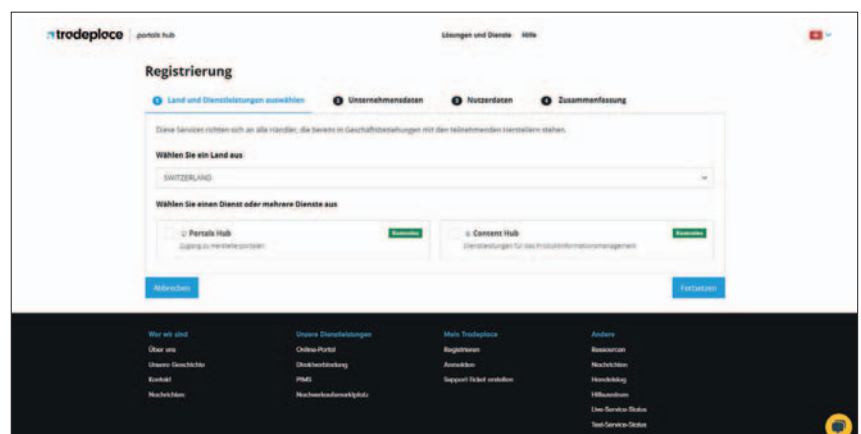 tradeplace portals hub
Lösungen und Dienste Hilfe
Registrierung
1 Land und Dienstleistungen auswählen 2 Unternehmensdaten 3 Nutzerdaten 4 Zusammenfassung
Diese Services richten sich an alle Händler, die bereits in Geschäftsbeziehungen mit den teilnehmenden Herstellern stehen.
Wählen Sie ein Land aus
SWITZERLAND
Wählen Sie einen Dienst oder mehrere Dienste aus
Portals Hub Kostenlos
Zugang zu Herstellerportalen
Content Hub Kostenlos
Dienstleistungen für das Produktinformationsmanagement
Abbrechen Fortsetzen
Wer wir sind
Über uns
Unsere Geschichte
Kontakt
Nachrichten
Unsere Dienstleistungen
Online-Portal
Direktverbindung
PIMS
Nachverkaufsmarktplatz
Mein Tradeplace
Registrieren
Anmelden
Support-Ticket erstellen
Andere
Ressourcen
Nachrichten
Handelslog
Hilfezentrum
Live-Service-Status
Test-Service-Status